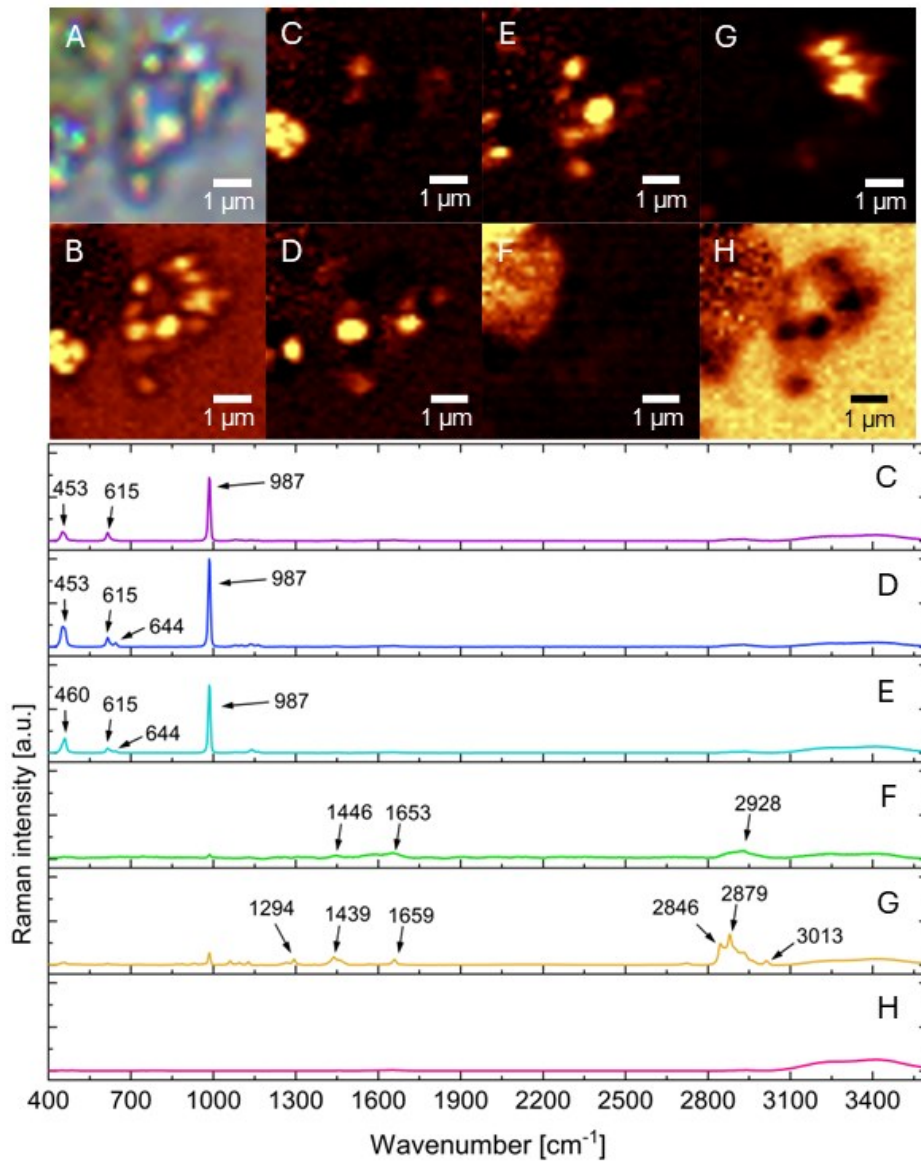 A
C
E
G
1 µm
1 µm
1 µm
1 µm
B
D
F
H
1 µm
1 µm
1 µm
1 µm
453
615
987
C
453
615
644
987
D
460
615
644
987
E
1446
1653
2928
F
1294
1439
1659
2846
2879
3013
G
H
400
700
1000
1300
1600
1900
2200
2500
2800
3100
3400
Wavenumber [cm⁻¹]
Raman intensity [a.u.]